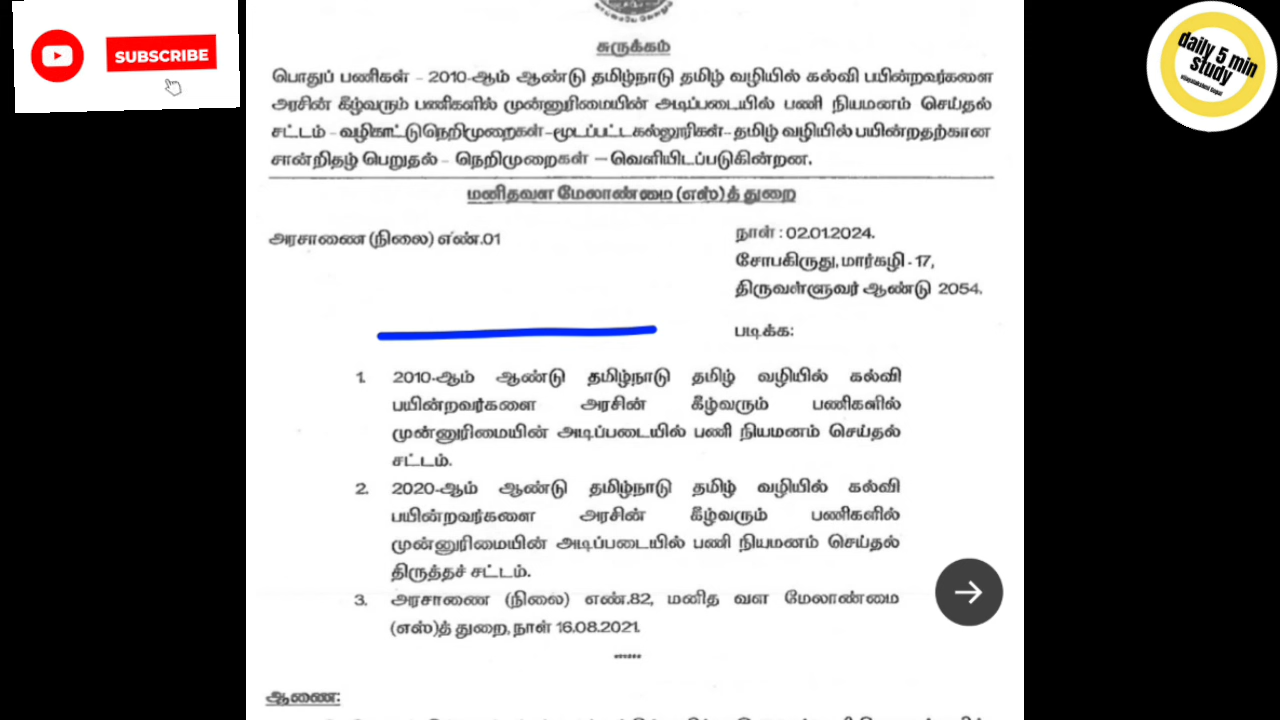 SUBSCRIBE
daily 5 min
study
சுருக்கம்
பொதுப் பணிகள் – 2010-ஆம் ஆண்டு தமிழ்நாடு தமிழ் வழியில் கல்வி பயின்றவர்களை
அரசின் கீழ்வரும் பணிகளில் முன்னுரிமையின் அடிப்படையில் பணி நியமனம் செய்தல்
சட்டம் – வழிகாட்டுநெறிமுறைகள் –மூடப்பட்ட கல்லூரிகள்– தமிழ் வழியில் பயின்றதற்கான
சான்றிதழ் பெறுதல் – நெறிமுறைகள் – வெளியிடப்படுகின்றன.
மனிதவள மேலாண்மை (எஸ்)த் துறை
அரசாணை (நிலை) எண்.01
நாள் : 02.01.2024.
சோபகிருது, மார்கழி - 17,
திருவள்ளுவர் ஆண்டு 2054.
படிக்க:
1. 2010-ஆம் ஆண்டு தமிழ்நாடு தமிழ் வழியில் கல்வி
பயின்றவர்களை அரசின் கீழ்வரும் பணிகளில்
முன்னுரிமையின் அடிப்படையில் பணி நியமனம் செய்தல்
சட்டம்.
2. 2020-ஆம் ஆண்டு தமிழ்நாடு தமிழ் வழியில் கல்வி
பயின்றவர்களை அரசின் கீழ்வரும் பணிகளில்
முன்னுரிமையின் அடிப்படையில் பணி நியமனம் செய்தல்
திருத்தச் சட்டம்.
3. அரசாணை (நிலை) எண்.82, மனித வள மேலாண்மை
(எஸ்)த் துறை, நாள் 16.08.2021.
******
ஆணை: